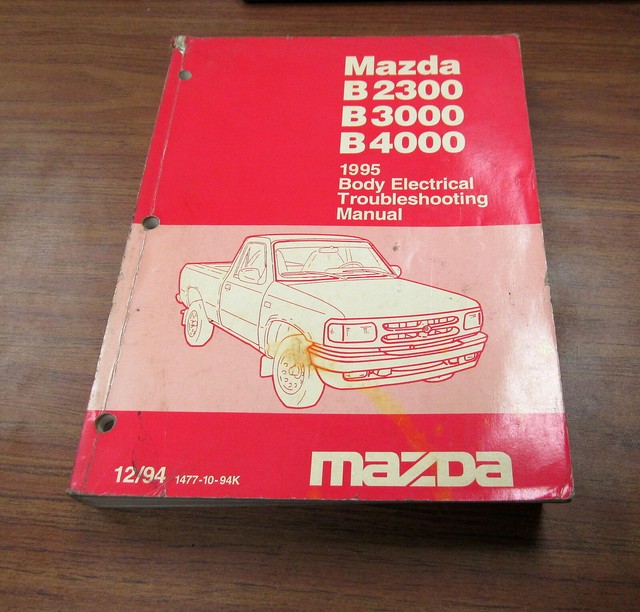 Mazda
B2300
B3000
B4000
1995
Body Electrical
Troubleshooting
Manual
12/94 1477-10-94K
mazda